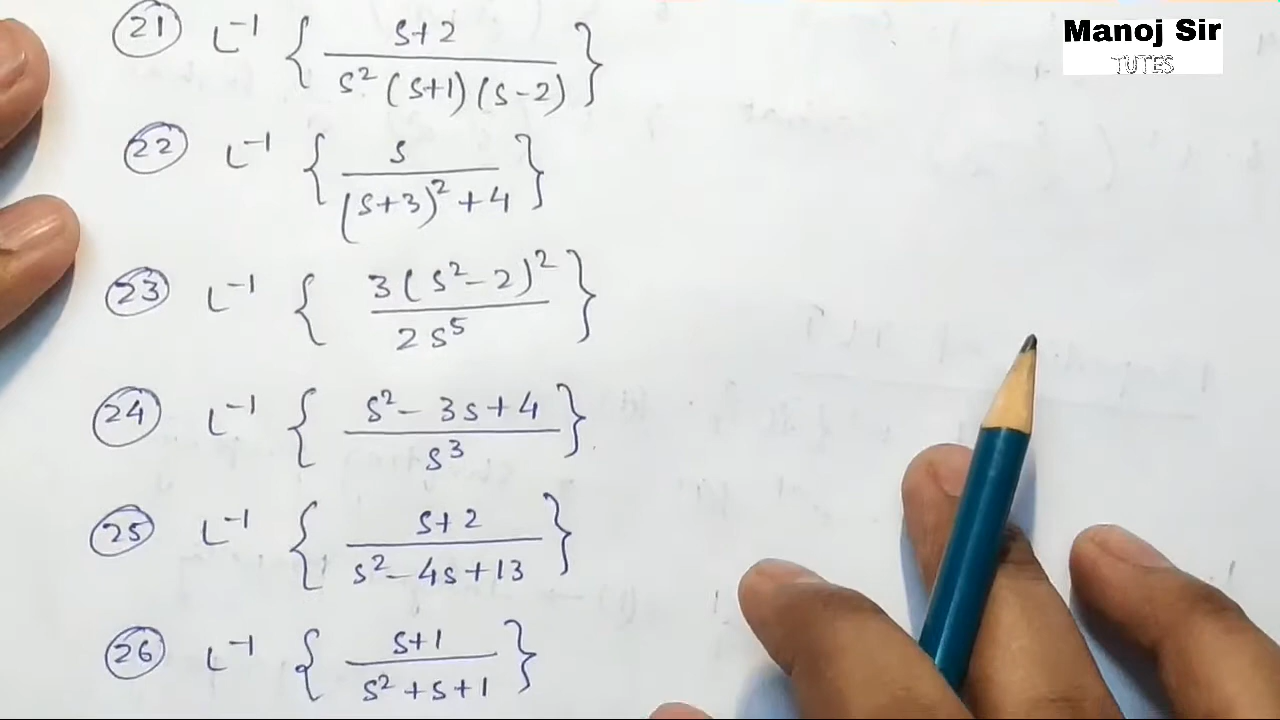 Manoj Sir
TUTES
(21) L⁻¹ { (s+2) / (s² (s+1) (s-2)) }
(22) L⁻¹ { s / ((s+3)² + 4) }
(23) L⁻¹ { 3(s² - 2)² / (2s⁵) }
(24) L⁻¹ { (s² - 3s + 4) / s³ }
(25) L⁻¹ { (s+2) / (s² - 4s + 13) }
(26) L⁻¹ { (s+1) / (s² + s + 1) }